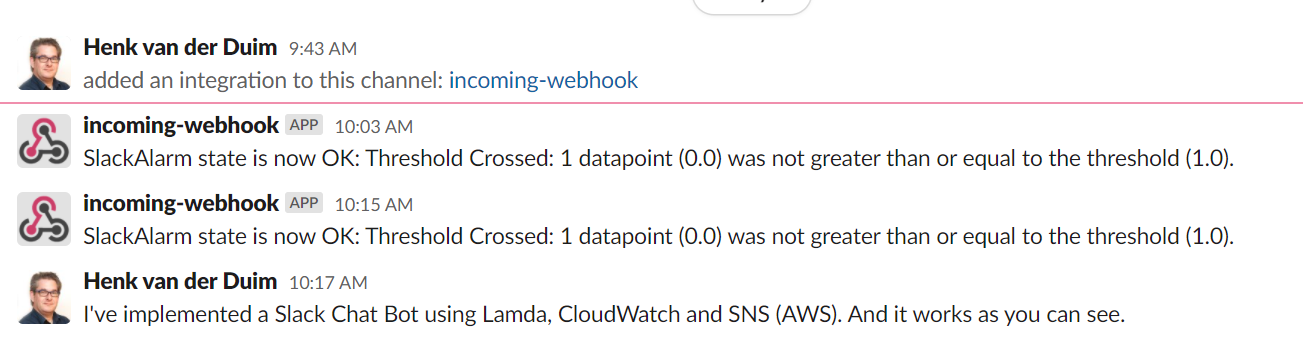 Henk van der Duim 9:43 AM
added an integration to this channel: incoming-webhook
incoming-webhook APP 10:03 AM
SlackAlarm state is now OK: Threshold Crossed: 1 datapoint (0.0) was not greater than or equal to the threshold (1.0).
incoming-webhook APP 10:15 AM
SlackAlarm state is now OK: Threshold Crossed: 1 datapoint (0.0) was not greater than or equal to the threshold (1.0).
Henk van der Duim 10:17 AM
I've implemented a Slack Chat Bot using Lamda, CloudWatch and SNS (AWS). And it works as you can see.